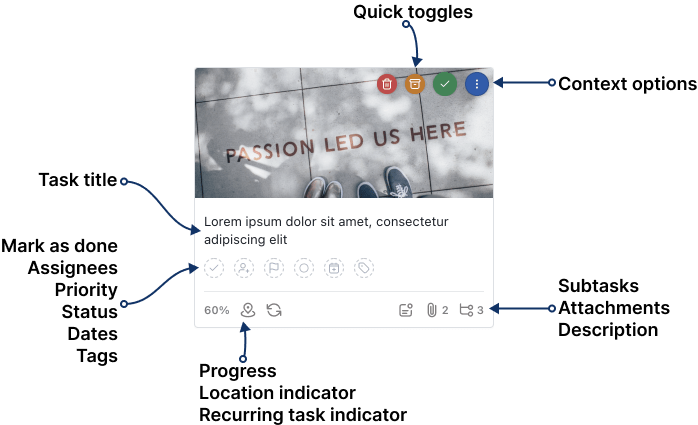 Quick toggles
Context options
PASSION LED US HERE
Task title
Lorem ipsum dolor sit amet, consectetur
adipiscing elit
Mark as done
Assignees
Priority
Status
Dates
Tags
60%
2
3
Subtasks
Attachments
Description
Progress
Location indicator
Recurring task indicator